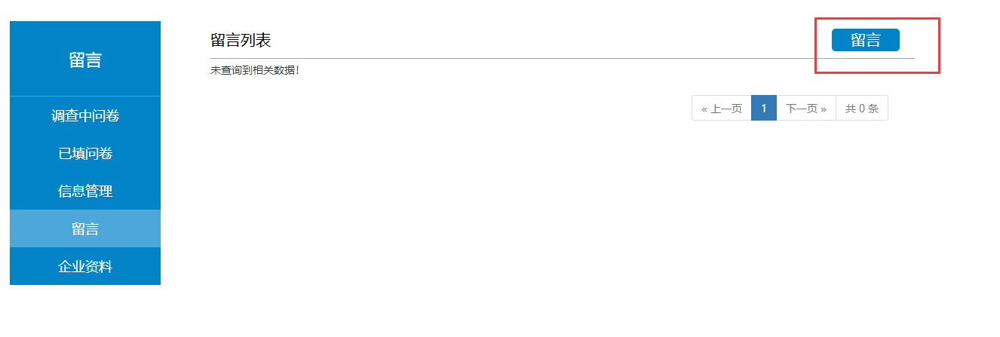 留言
调查中问卷
已填问卷
信息管理
留言
企业资料
留言列表
留言
未查询到相关数据!
« 上一页 1 下一页 » 共 0 条